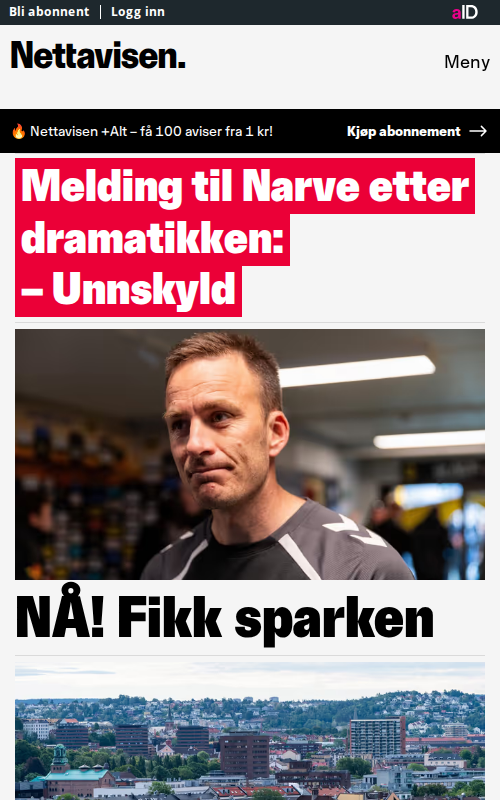 Bli abonnent
Logg inn
aID
Nettavisen.
Meny
🔥 Nettavisen +Alt – få 100 aviser fra 1 kr!
Kjøp abonnement →
Melding til Narve etter
dramatikken:
– Unnskyld
NÅ! Fikk sparken